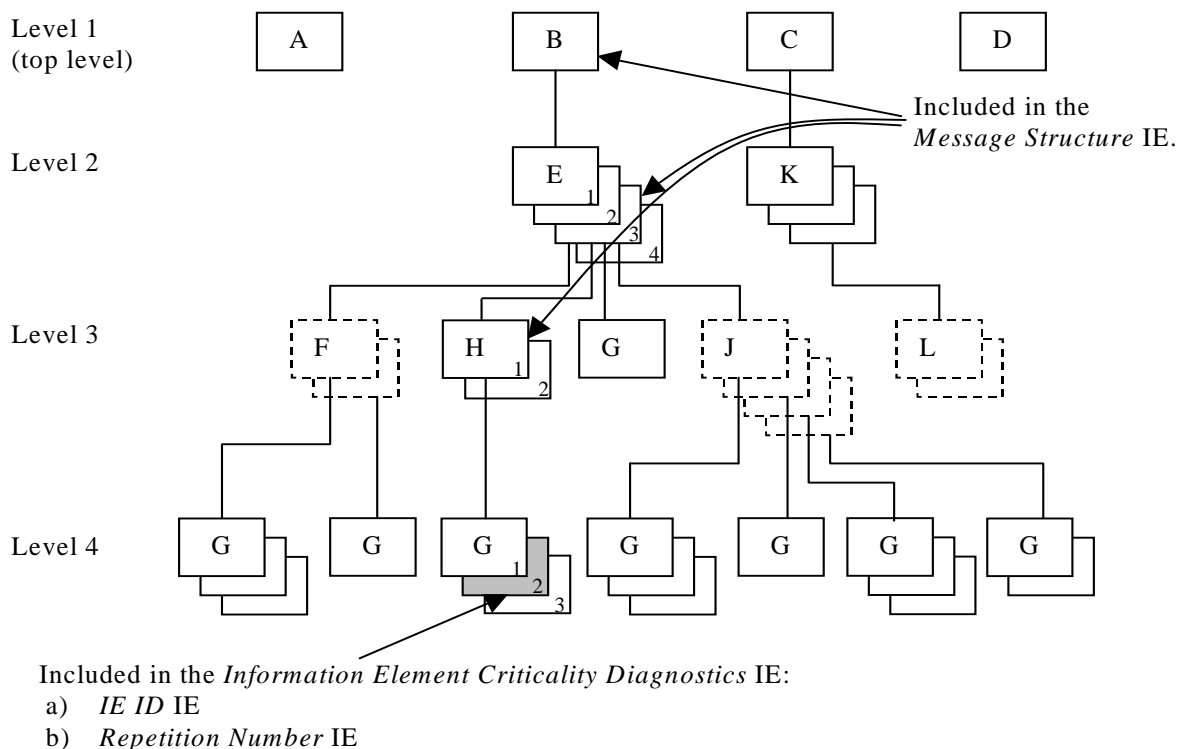 Level 1
(top level)
A B C D
Included in the
Message Structure IE.
Level 2
E K
1
2
3
4
Level 3
F H G J L
1
2
Level 4
G G G G G G G
1
2
3
Included in the Information Element Criticality Diagnostics IE:
a) IE ID IE
b) Repetition Number IE